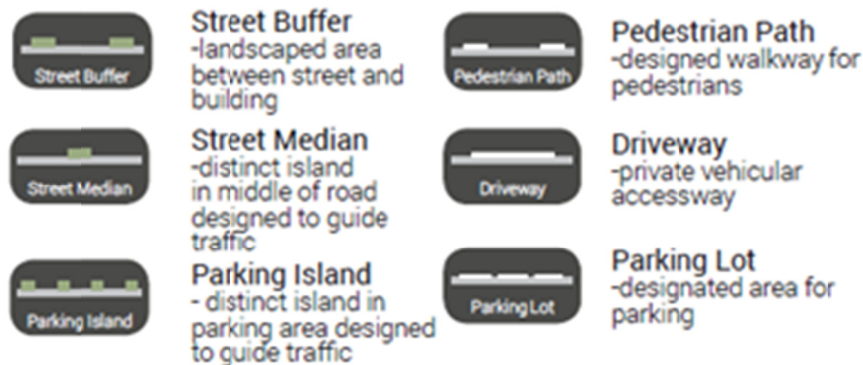 Street Buffer
Street Buffer
-landscaped area
between street and
building
Street Median
Street Median
-distinct island
in middle of road
designed to guide
traffic
Parking Island
Parking Island
- distinct island in
parking area designed
to guide traffic
Pedestrian Path
Pedestrian Path
-designed walkway for
pedestrians
Driveway
Driveway
-private vehicular
accessway
Parking Lot
Parking Lot
-designated area for
parking